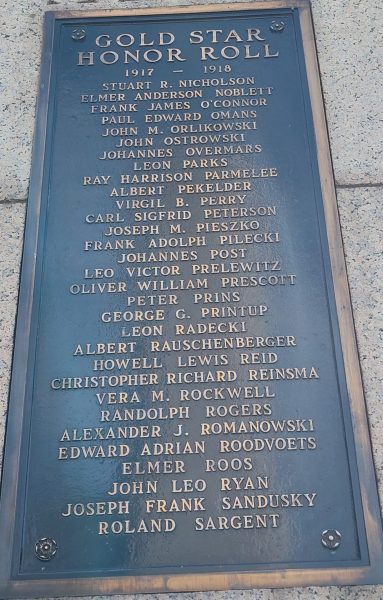 GOLD STAR
HONOR ROLL
1917 — 1918
STUART R. NICHOLSON
ELMER ANDERSON NOBLETT
FRANK JAMES O'CONNOR
PAUL EDWARD OMANS
JOHN M. ORLIKOWSKI
JOHN OSTROWSKI
JOHANNES OVERMARS
LEON PARKS
RAY HARRISON PARMELEE
ALBERT PEKELDER
VIRGIL B. PERRY
CARL SIGFRID PETERSON
JOSEPH M. PIESZKO
FRANK ADOLPH PILECKI
JOHANNES POST
LEO VICTOR PRELEWITZ
OLIVER WILLIAM PRESCOTT
PETER PRINS
GEORGE G. PRINTUP
LEON RADECKI
ALBERT RAUSCHENBERGER
HOWELL LEWIS REID
CHRISTOPHER RICHARD REINSMA
VERA M. ROCKWELL
RANDOLPH ROGERS
ALEXANDER J. ROMANOWSKI
EDWARD ADRIAN ROODVOETS
ELMER ROOS
JOHN LEO RYAN
JOSEPH FRANK SANDUSKY
ROLAND SARGENT